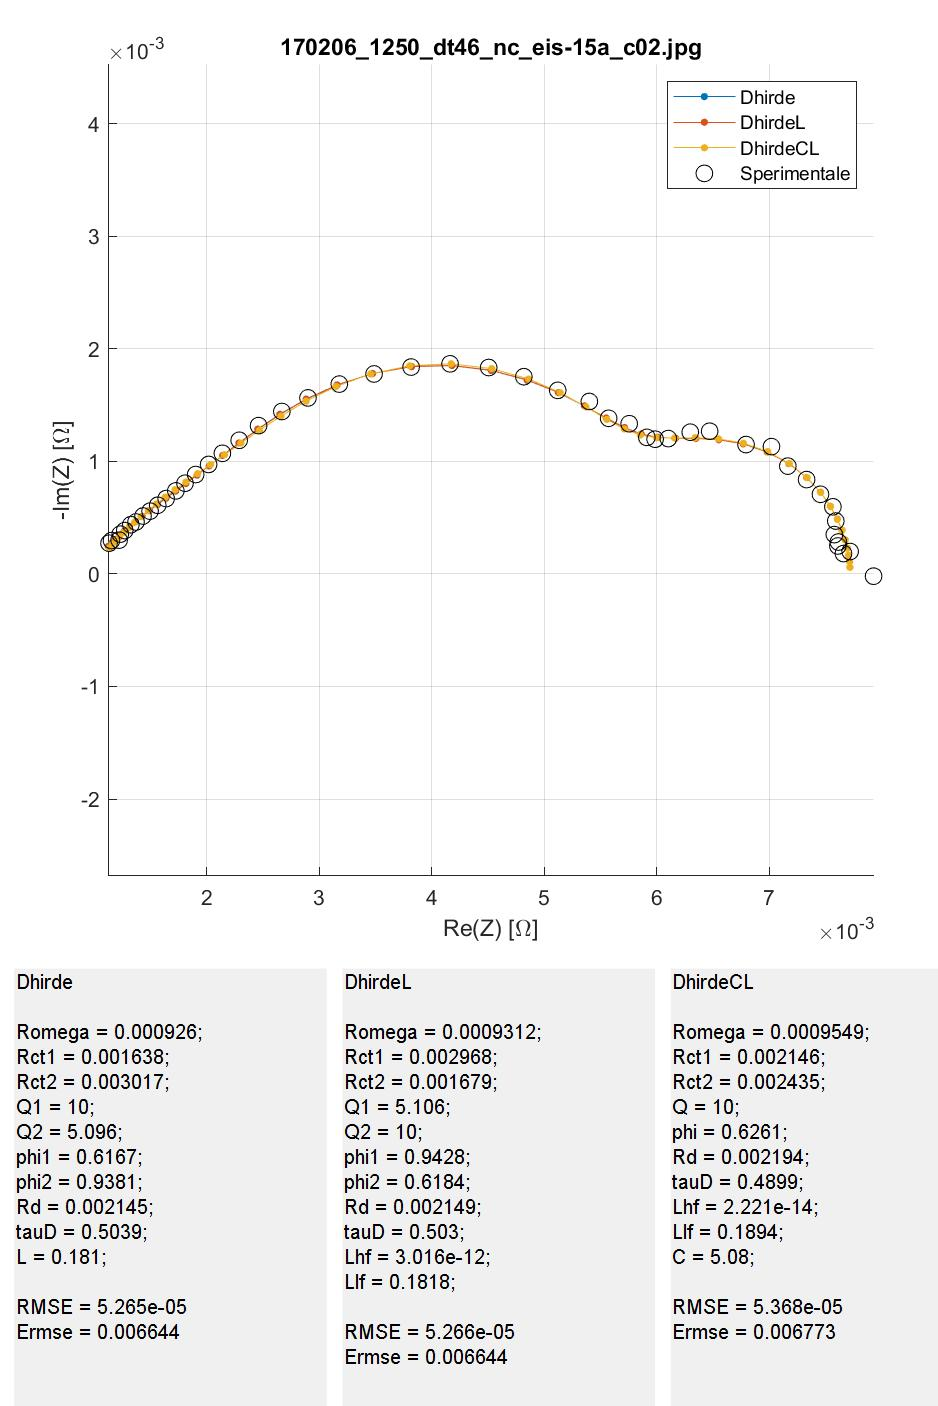 170206_1250_dt46_nc_eis-15a_c02.jpg
×10-3
Dhirde
DhirdeL
DhirdeCL
Sperimentale
4
3
2
1
0
-1
-2
-Im(Z) [Ω]
2 3 4 5 6 7
Re(Z) [Ω]
×10-3
Dhirde
Romega = 0.000926;
Rct1 = 0.001638;
Rct2 = 0.003017;
Q1 = 10;
Q2 = 5.096;
phi1 = 0.6167;
phi2 = 0.9381;
Rd = 0.002145;
tauD = 0.5039;
L = 0.181;
RMSE = 5.265e-05
Ermse = 0.006644
DhirdeL
Romega = 0.0009312;
Rct1 = 0.002968;
Rct2 = 0.001679;
Q1 = 5.106;
Q2 = 10;
phi1 = 0.9428;
phi2 = 0.6184;
Rd = 0.002149;
tauD = 0.503;
Lhf = 3.016e-12;
Llf = 0.1818;
RMSE = 5.266e-05
Ermse = 0.006644
DhirdeCL
Romega = 0.0009549;
Rct1 = 0.002146;
Rct2 = 0.002435;
Q = 10;
phi = 0.6261;
Rd = 0.002194;
tauD = 0.4899;
Lhf = 2.221e-14;
Llf = 0.1894;
C = 5.08;
RMSE = 5.368e-05
Ermse = 0.006773